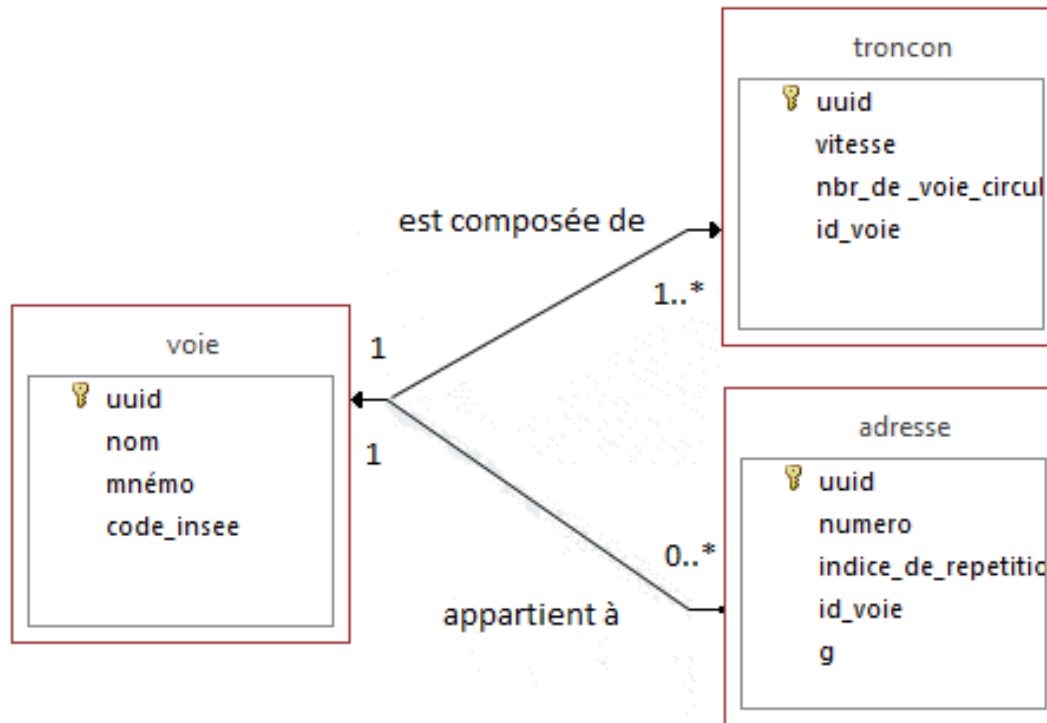 troncon
uuid
vitesse
nbr_de _voie_circul
id_voie
est composée de
1..*
voie
1
uuid
nom
mnémo
code_insee
1
adresse
uuid
numero
indice_de_repetitic
id_voie
g
0..*
appartient à